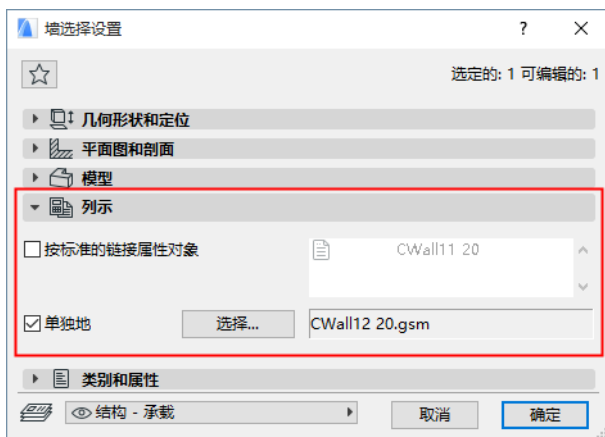 墙选择设置
选定的: 1 可编辑的: 1
几何形状和定位
平面图和剖面
模型
列示
按标准的链接属性对象
CWall11 20
单独地
选择...
CWall12 20.gsm
类别和属性
结构 - 承载
取消
确定